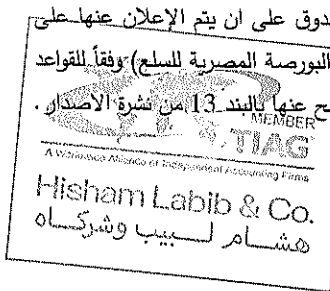 دوق على ان يتم الإعلان عنها على
البورصة المصرية للسلع) وفقاً للقواعد
ح عنها بالبند 13 من نشرة الاصدار .
MEMBER
TIAG
A Worldwide Alliance of Independent Accounting Firms
Hisham Labib & Co.
هشام لبيب وشركاه